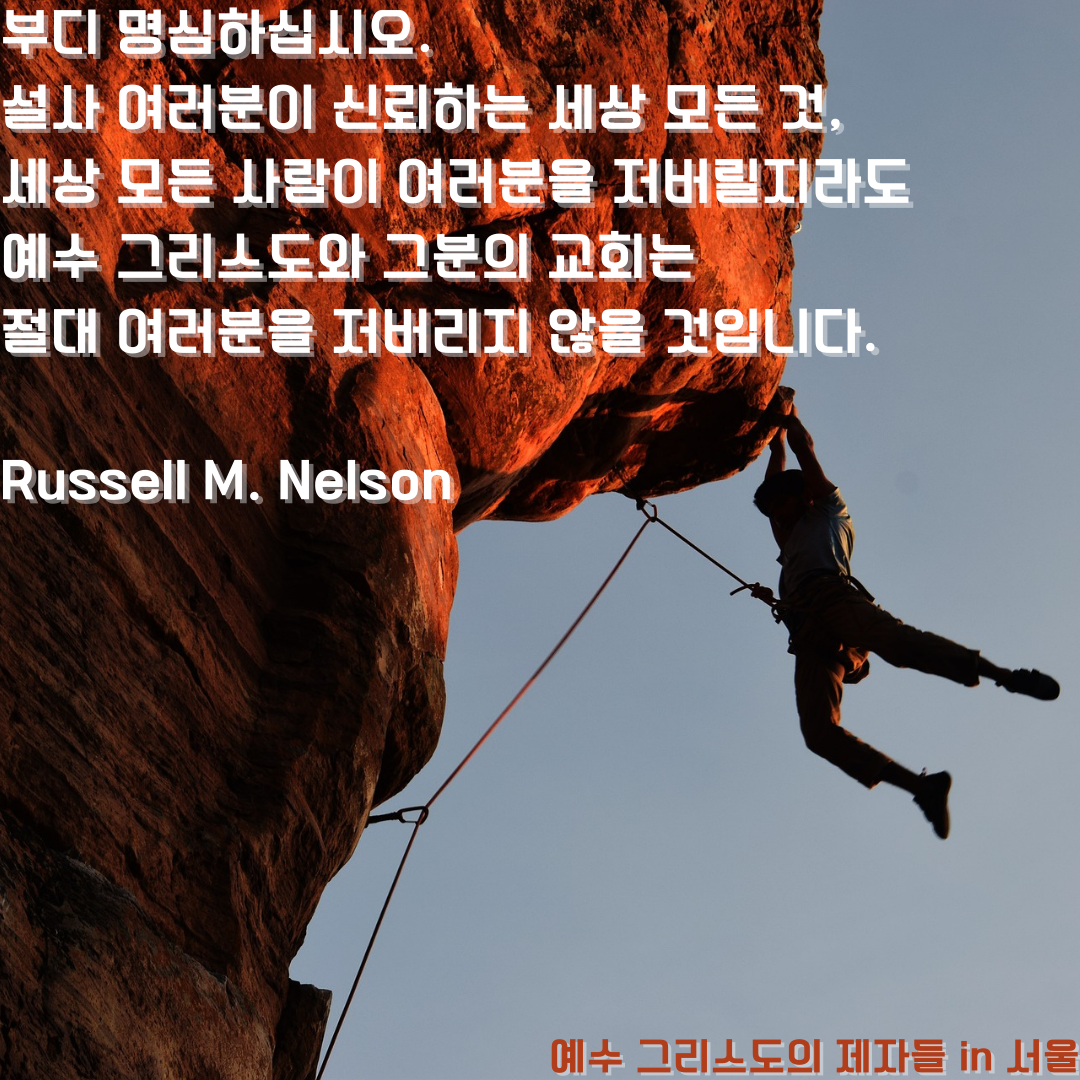 부디 명심하십시오.
설사 여러분이 신뢰하는 세상 모든 것,
세상 모든 사람이 여러분을 저버릴지라도
예수 그리스도와 그분의 교회는
절대 여러분을 저버리지 않을 것입니다.
Russell M. Nelson
예수 그리스도의 제자들 in 서울